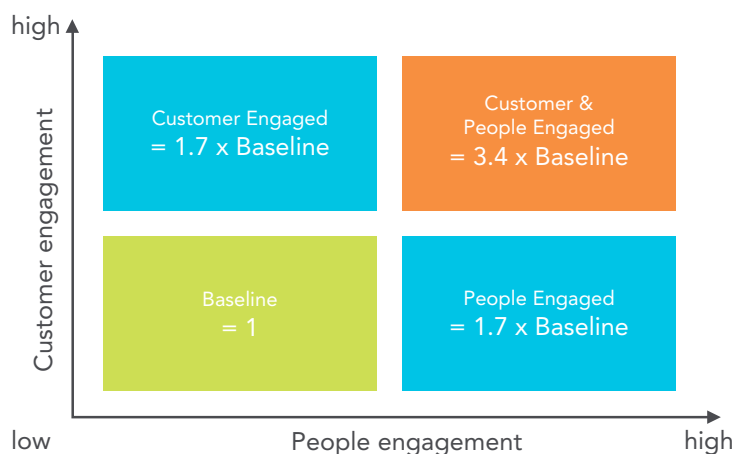 high
Customer engagement
Customer Engaged
= 1.7 x Baseline
Customer &
People Engaged
= 3.4 x Baseline
Baseline
= 1
People Engaged
= 1.7 x Baseline
low
People engagement
high